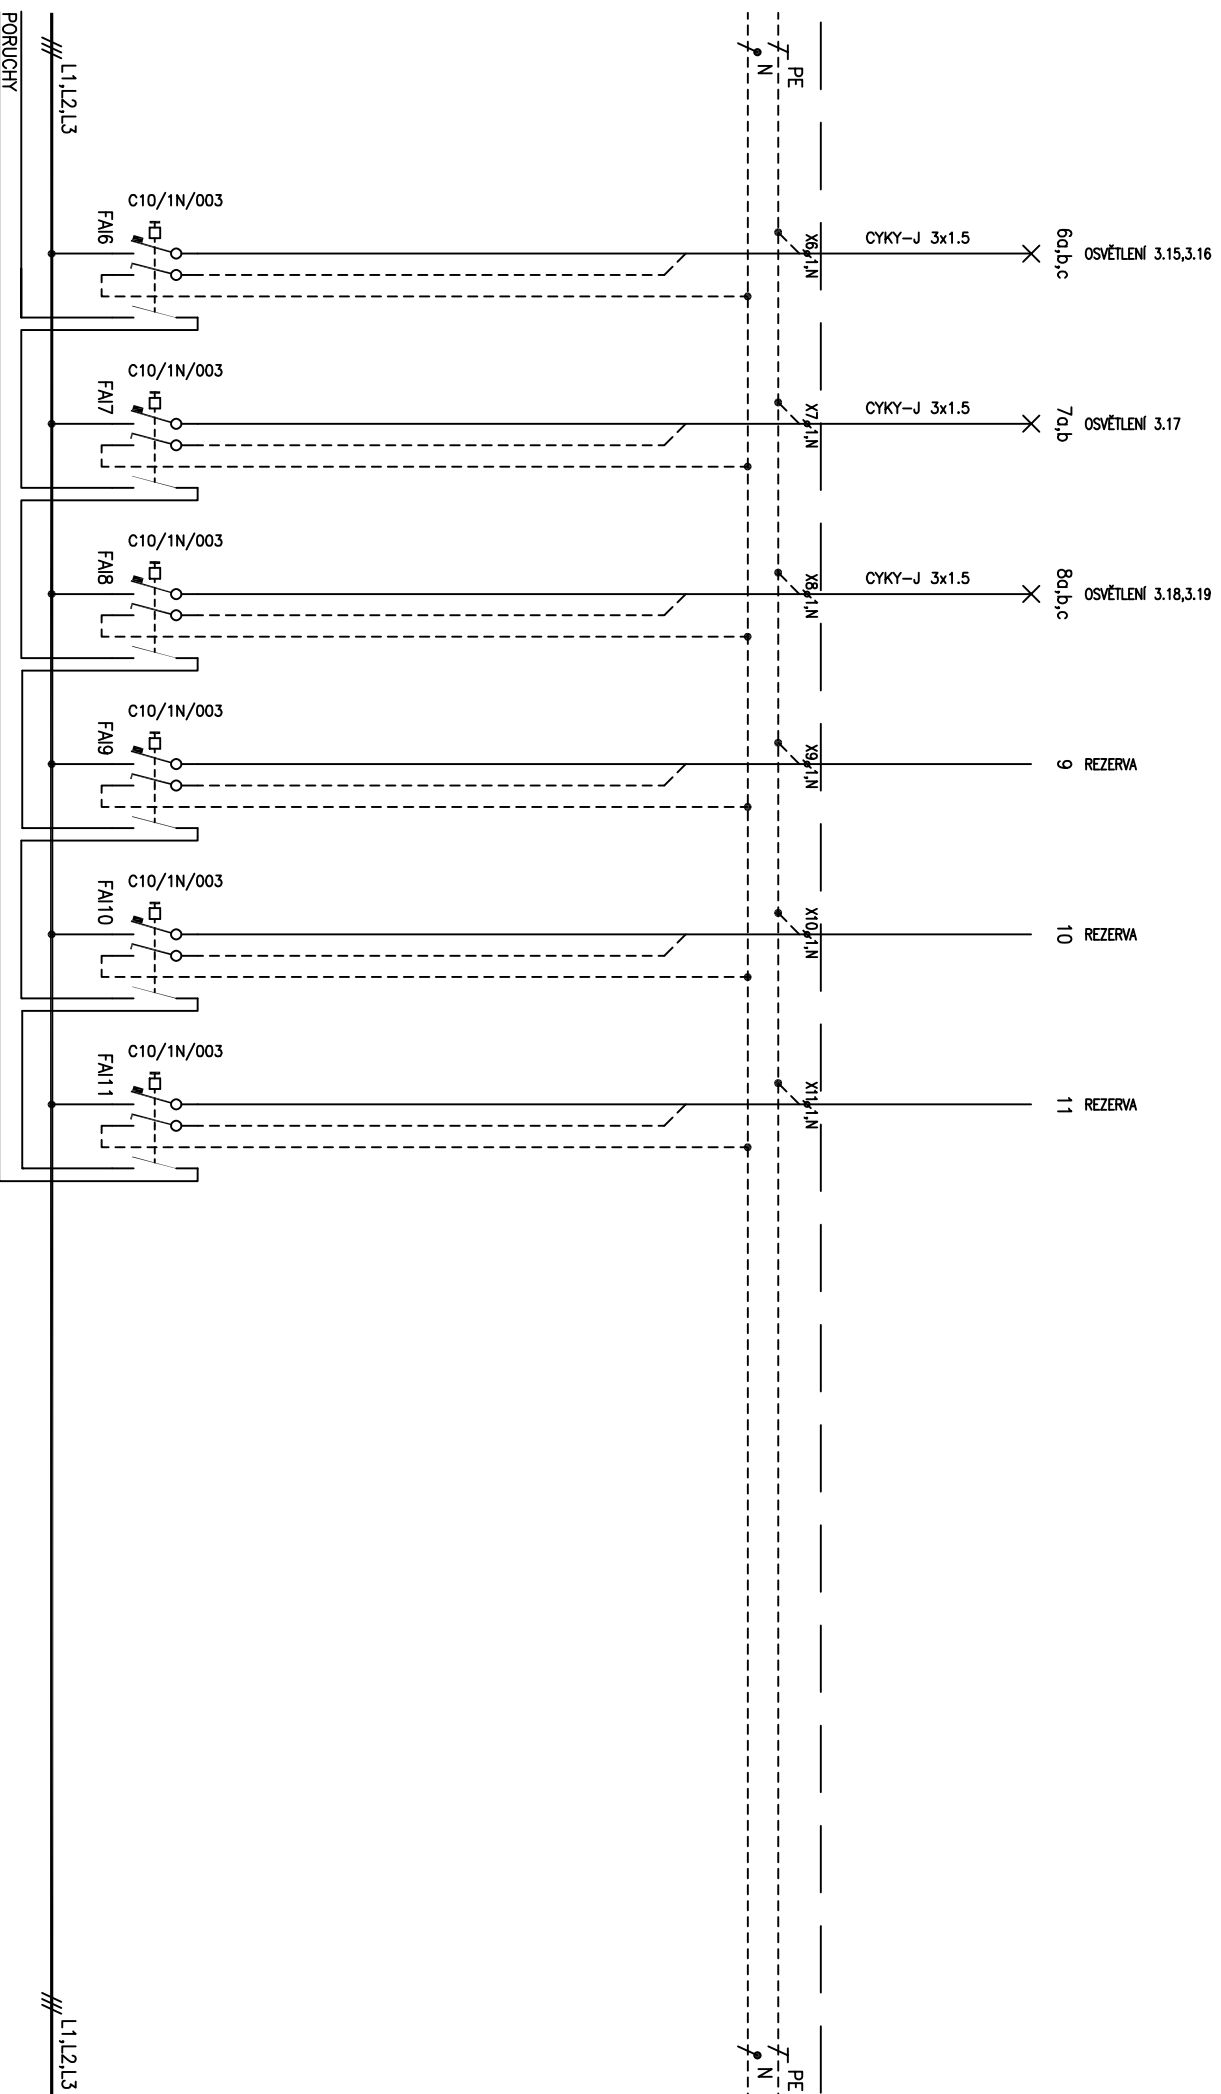 PORUCHY
L1,L2,L3
N
PE
C10/1N/003
FAI6
X6
1,N
CYKY-J 3x1.5
6a,b,c
OSVĚTLENÍ 3.15,3.16
C10/1N/003
FAI7
X7
1,N
CYKY-J 3x1.5
7a,b
OSVĚTLENÍ 3.17
C10/1N/003
FAI8
X8
1,N
CYKY-J 3x1.5
8a,b,c
OSVĚTLENÍ 3.18,3.19
C10/1N/003
FAI9
X9
1,N
9
REZERVA
C10/1N/003
FAI10
X10
1,N
10
REZERVA
C10/1N/003
FAI11
X11
1,N
11
REZERVA
L1,L2,L3
N
PE